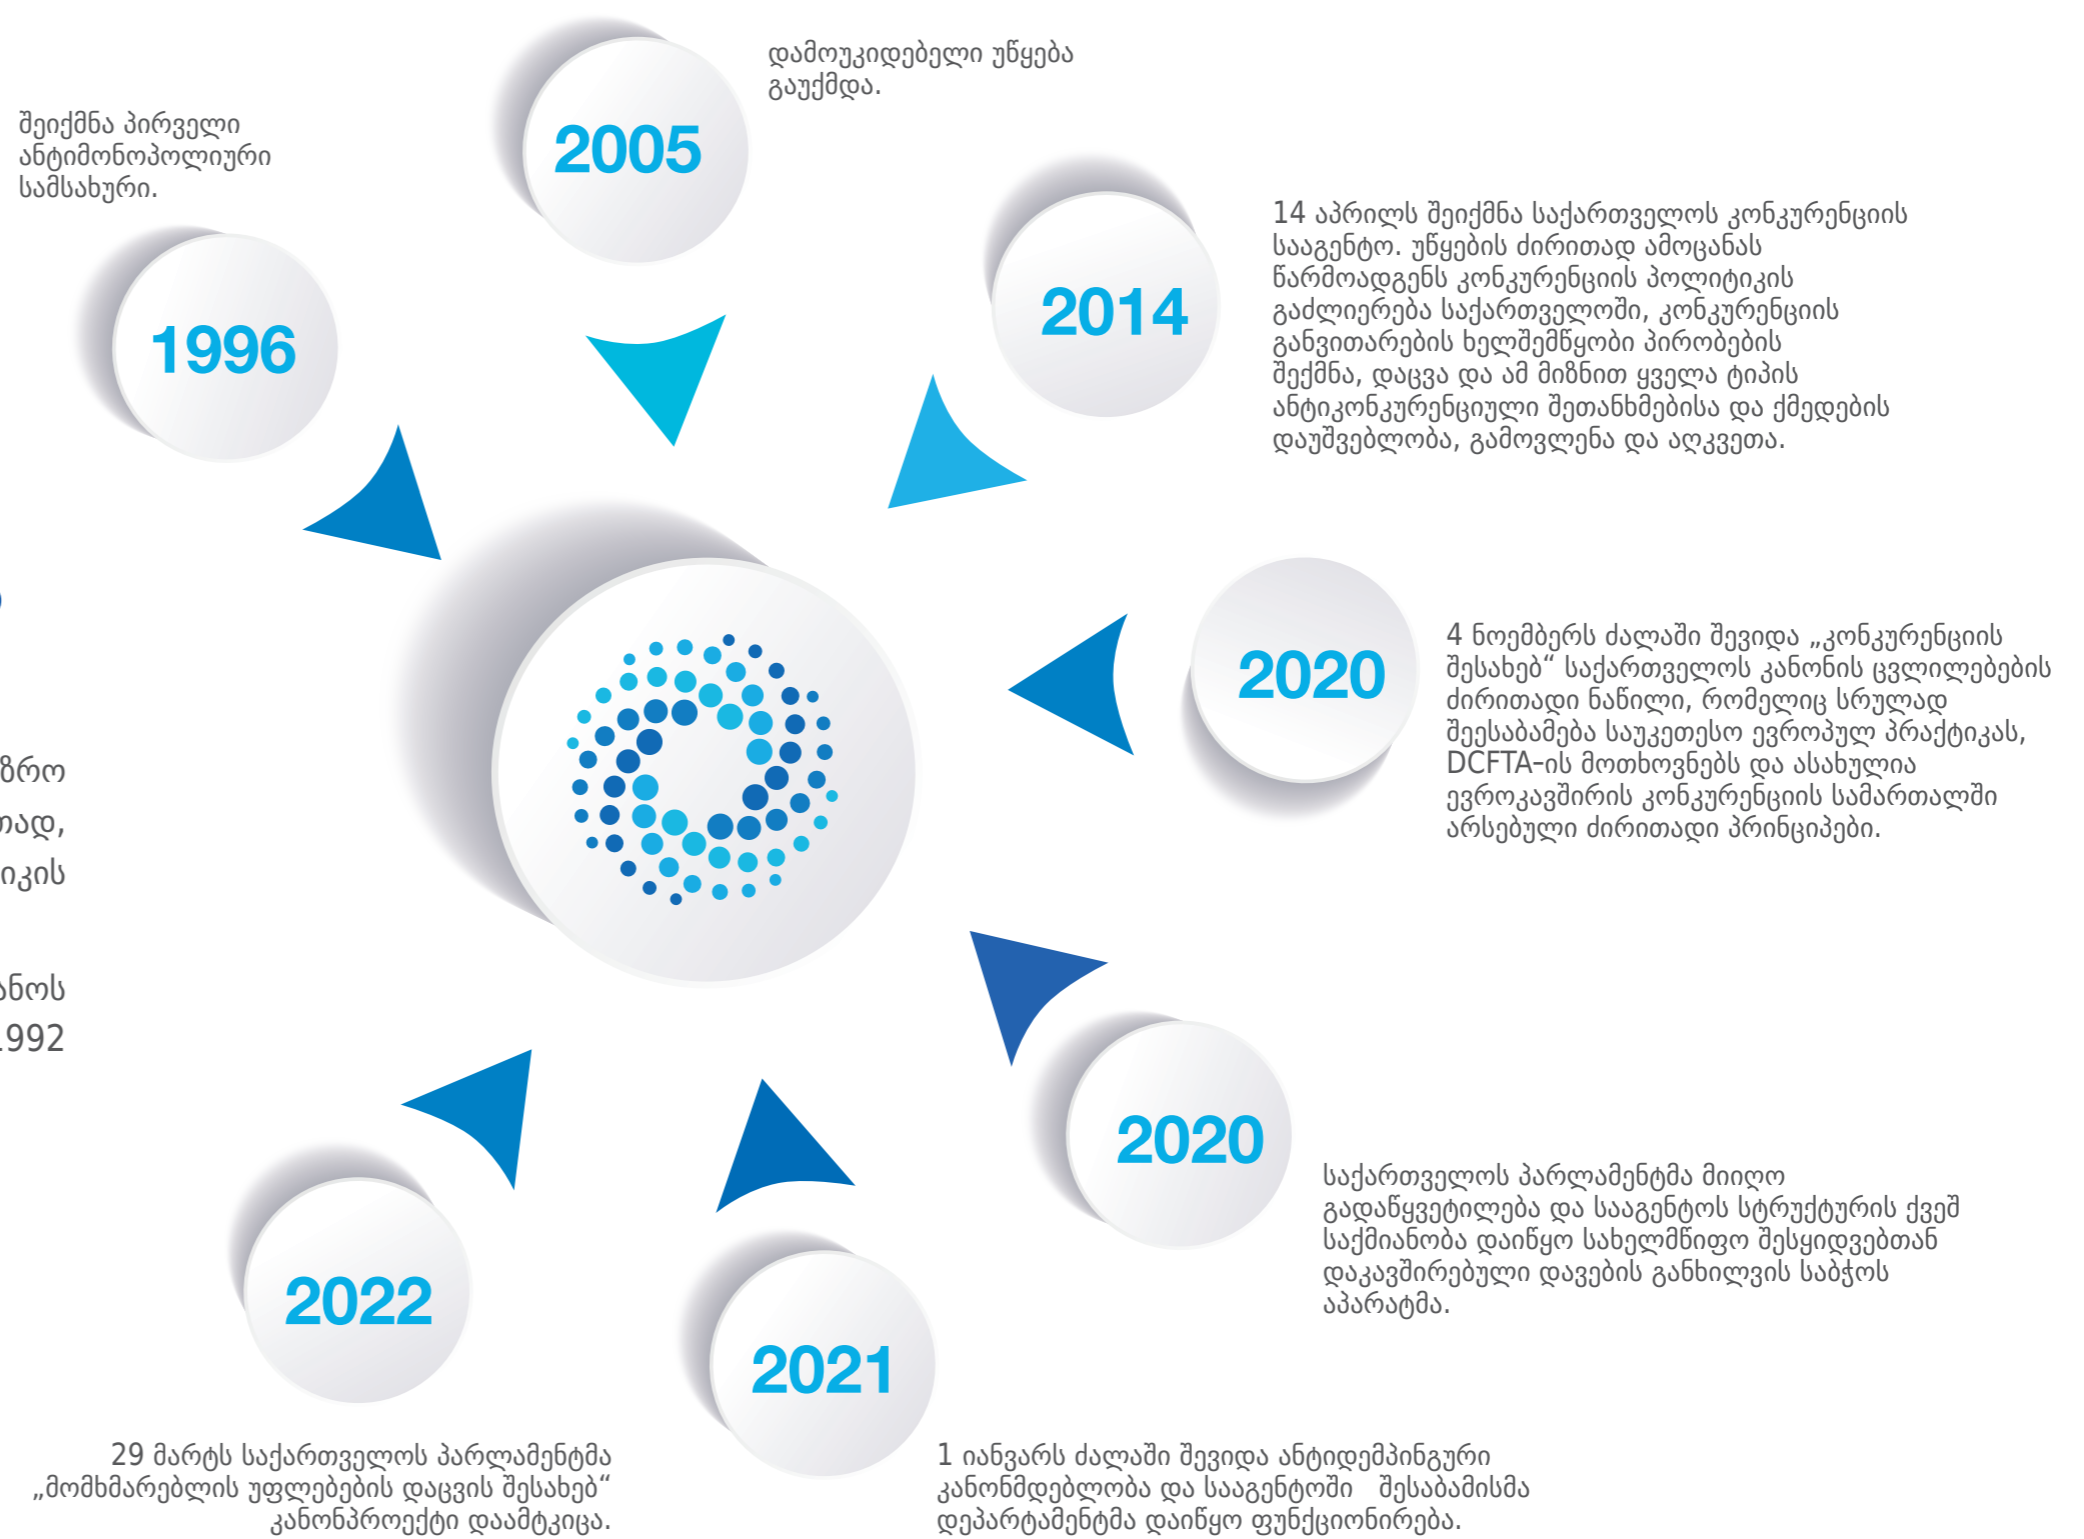 შეიქმნა პირველი
ანტიმონოპოლიური
სამსახური.
1996
2005
დამოუკიდებელი უწყება
გაუქმდა.
2014
14 აპრილს შეიქმნა საქართველოს კონკურენციის
სააგენტო. უწყების ძირითად ამოცანას
წარმოადგენს კონკურენციის პოლიტიკის
გაძლიერება საქართველოში, კონკურენციის
განვითარების ხელშემწყობი პირობების
შექმნა, დაცვა და ამ მიზნით ყველა ტიპის
ანტიკონკურენციული შეთანხმებისა და ქმედების
დაუშვებლობა, გამოვლენა და აღკვეთა.
2020
4 ნოემბერს ძალაში შევიდა „კონკურენციის
შესახებ“ საქართველოს კანონის ცვლილებების
ძირითადი ნაწილი, რომელიც სრულად
შეესაბამება საუკეთესო ევროპულ პრაქტიკას,
DCFTA-ის მოთხოვნებს და ასახულია
ევროკავშირის კონკურენციის სამართალში
არსებული ძირითადი პრინციპები.
2020
საქართველოს პარლამენტმა მიიღო
გადაწყვეტილება და სააგენტოს სტრუქტურის ქვეშ
საქმიანობა დაიწყო სახელმწიფო შესყიდვებთან
დაკავშირებული დავების განხილვის საბჭოს
აპარატმა.
2021
1 იანვარს ძალაში შევიდა ანტიდემპინგური
კანონმდებლობა და სააგენტოში შესაბამისმა
დეპარტამენტმა დაიწყო ფუნქციონირება.
2022
29 მარტს საქართველოს პარლამენტმა
„მომხმარებლის უფლებების დაცვის შესახებ“
კანონპროექტი დაამტკიცა.
1992